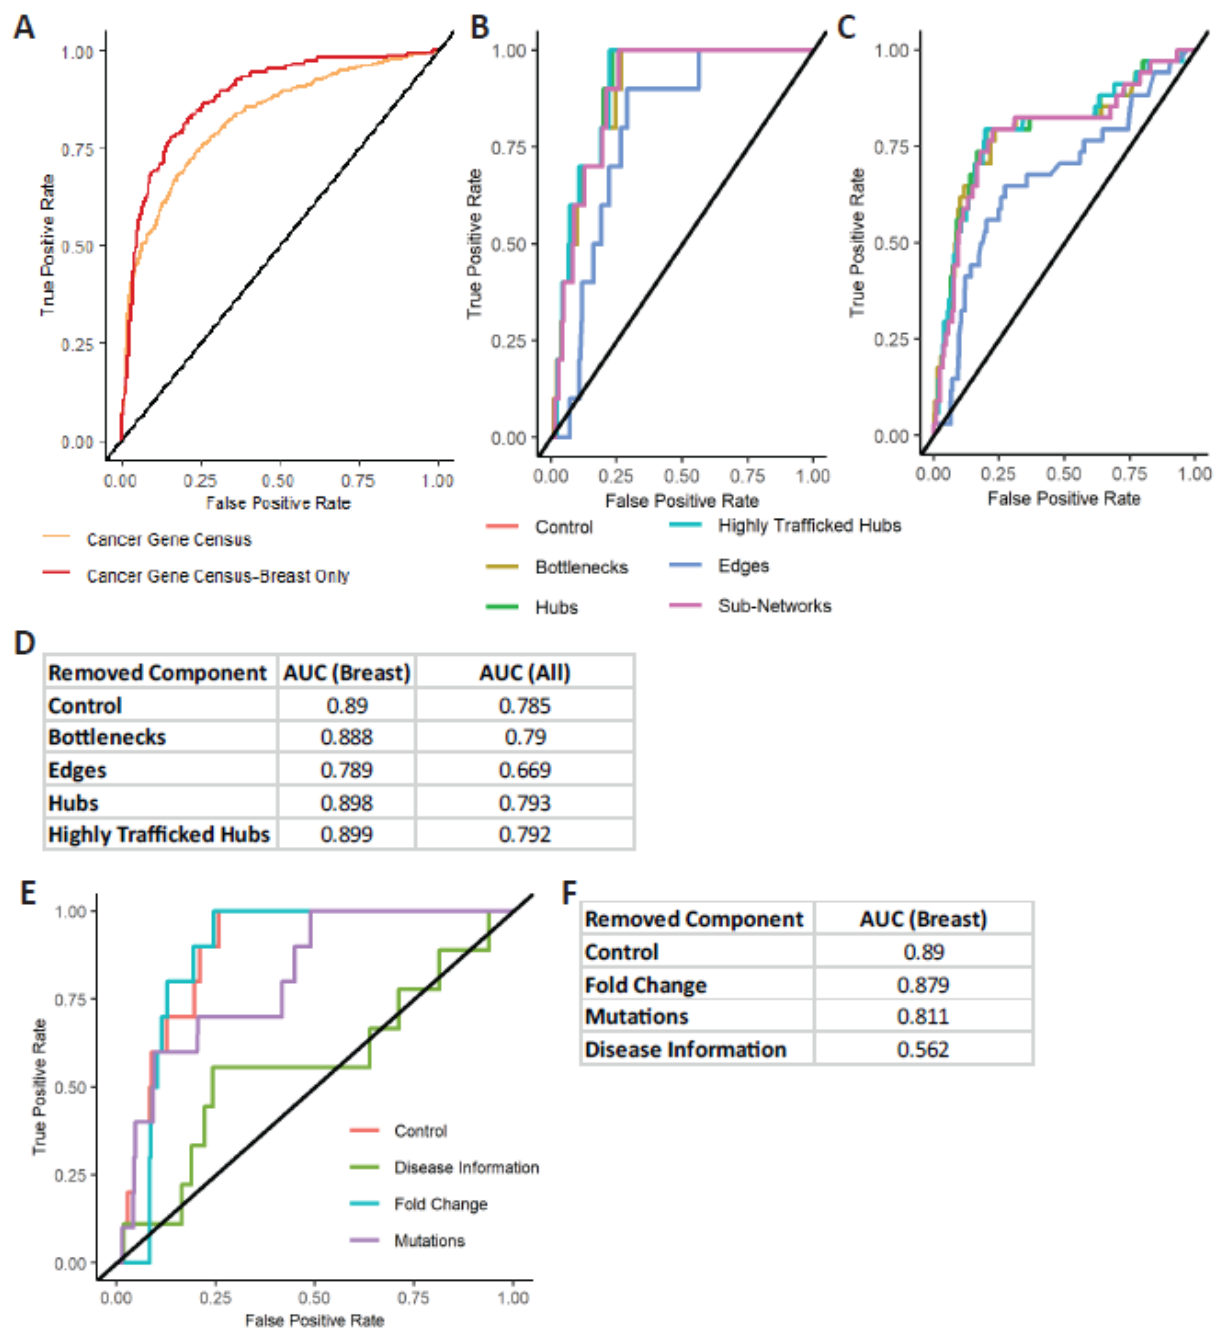 A
1.00
0.75
0.50
0.25
0.00
True Positive Rate
0.00 0.25 0.50 0.75 1.00
False Positive Rate
Cancer Gene Census
Cancer Gene Census-Breast Only
B
1.00
0.75
0.50
0.25
0.00
True Positive Rate
0.00 0.25 0.50 0.75 1.00
False Positive Rate
C
1.00
0.75
0.50
0.25
0.00
True Positive Rate
0.00 0.25 0.50 0.75 1.00
False Positive Rate
Control
Bottlenecks
Hubs
Highly Trafficked Hubs
Edges
Sub-Networks
D
Removed Component AUC (Breast) AUC (All)
Control 0.89 0.785
Bottlenecks 0.888 0.79
Edges 0.789 0.669
Hubs 0.898 0.793
Highly Trafficked Hubs 0.899 0.792
E
1.00
0.75
0.50
0.25
0.00
True Positive Rate
0.00 0.25 0.50 0.75 1.00
False Positive Rate
Control
Disease Information
Fold Change
Mutations
F
Removed Component AUC (Breast)
Control 0.89
Fold Change 0.879
Mutations 0.811
Disease Information 0.562